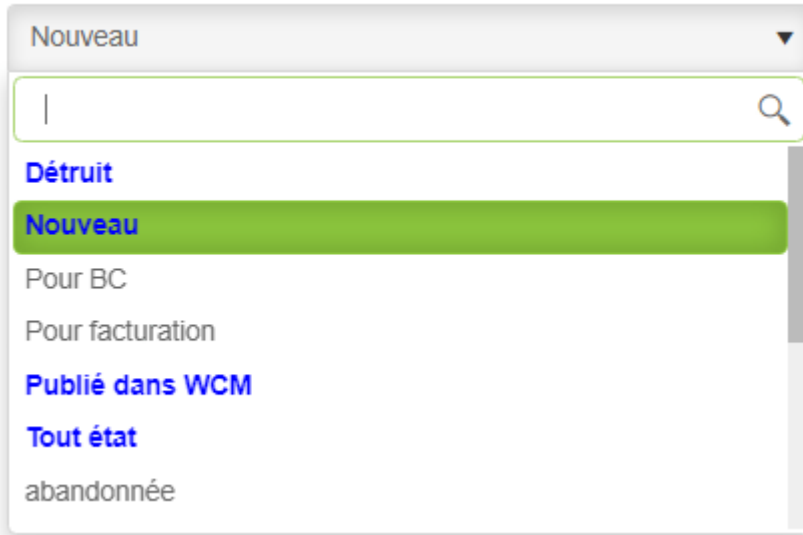 Nouveau
Détruit
Nouveau
Pour BC
Pour facturation
Publié dans WCM
Tout état
abandonnée